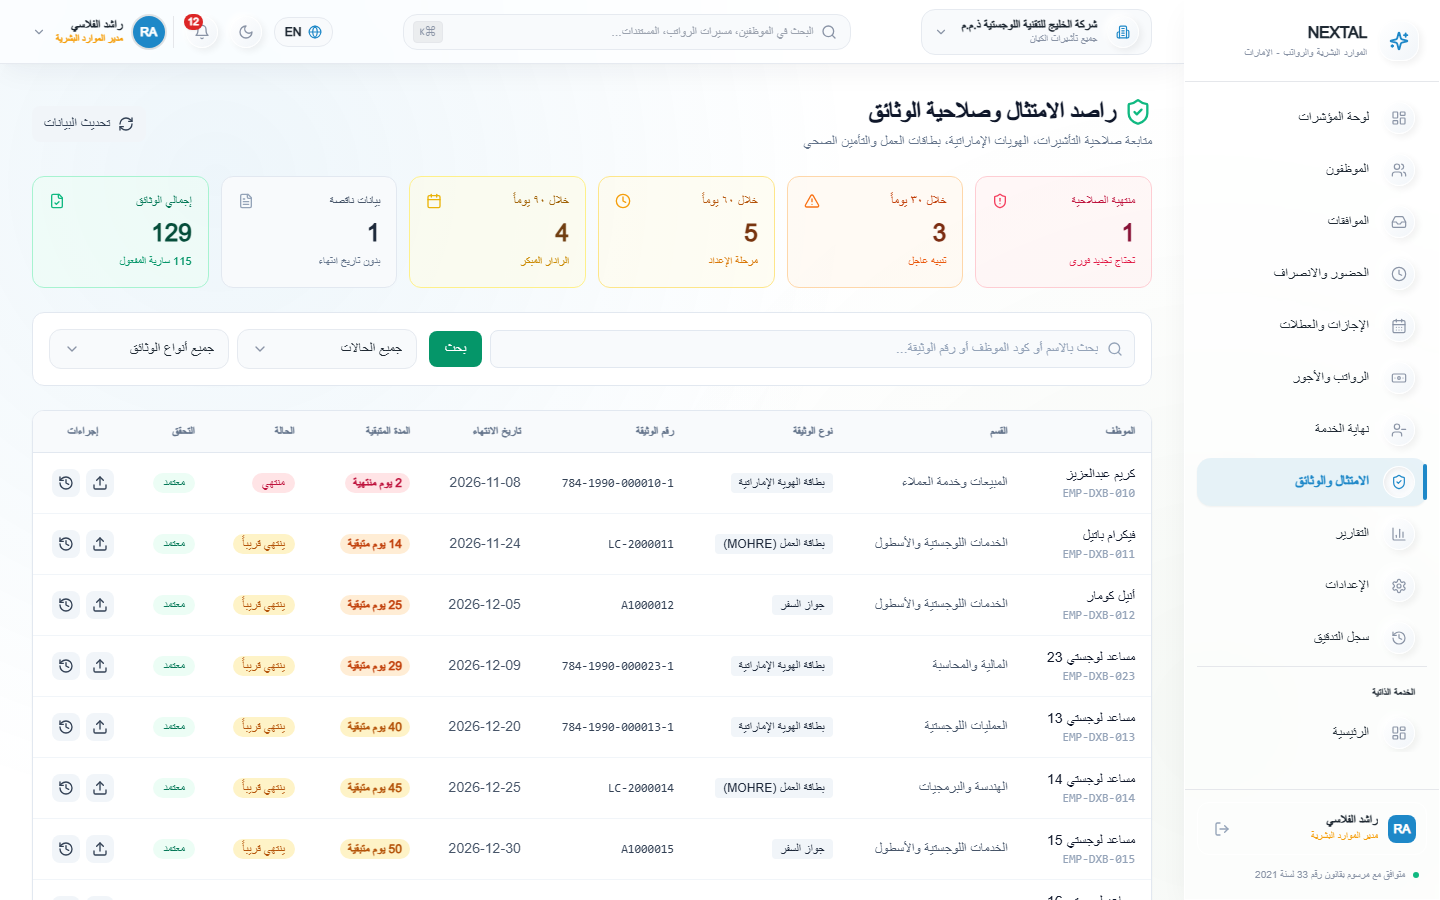 NEXTAL
الموارد البشرية والرواتب - الإمارات
شركة الخليج للتقنية اللوجستية ذ.م.م
جميع تأشيرات الكيان
البحث في الموظفين، مسيرات الرواتب، المستندات...
⌘K
EN
12
RA
راشد الفلاسي
مدير الموارد البشرية
لوحة المؤشرات
الموظفون
الموافقات
الحضور والانصراف
الإجازات والعطلات
الرواتب والأجور
نهاية الخدمة
الامتثال والوثائق
التقارير
الإعدادات
سجل التدقيق
الخدمة الذاتية
الرئيسية
RA
راشد الفلاسي
مدير الموارد البشرية
متوافق مع مرسوم بقانون رقم 33 لسنة 2021
راصد الامتثال وصلاحية الوثائق
متابعة صلاحية التأشيرات، الهويات الإماراتية، بطاقات العمل والتأمين الصحي
تحديث البيانات
منتهية الصلاحية
1
تحتاج تجديد فوري
خلال ٣٠ يوماً
3
تنبيه عاجل
خلال ٦٠ يوماً
5
مرحلة الإعداد
خلال ٩٠ يوماً
4
الرادار المبكر
بيانات ناقصة
1
بدون تاريخ انتهاء
إجمالي الوثائق
129
115 سارية المفعول
بحث بالاسم أو كود الموظف أو رقم الوثيقة...
بحث
جميع الحالات
جميع أنواع الوثائق
الموظف القسم نوع الوثيقة رقم الوثيقة تاريخ الانتهاء المدة المتبقية الحالة التحقق إجراءات
كريم عبدالعزيز المبيعات وخدمة العملاء بطاقة الهوية الإماراتية 784-1990-000010-1 2026-11-08 2 يوم منتهية منتهي معتمد
EMP-DXB-010
فيكرام باتيل الخدمات اللوجستية والأسطول بطاقة العمل (MOHRE) LC-2000011 2026-11-24 14 يوم متبقية ينتهي قريباً معتمد
EMP-DXB-011
أنيل كومار الخدمات اللوجستية والأسطول جواز السفر A1000012 2026-12-05 25 يوم متبقية ينتهي قريباً معتمد
EMP-DXB-012
مساعد لوجستي 23 المالية والمحاسبة بطاقة الهوية الإماراتية 784-1990-000023-1 2026-12-09 29 يوم متبقية ينتهي قريباً معتمد
EMP-DXB-023
مساعد لوجستي 13 العمليات اللوجستية بطاقة الهوية الإماراتية 784-1990-000013-1 2026-12-20 40 يوم متبقية ينتهي قريباً معتمد
EMP-DXB-013
مساعد لوجستي 14 الهندسة والبرمجيات بطاقة العمل (MOHRE) LC-2000014 2026-12-25 45 يوم متبقية ينتهي قريباً معتمد
EMP-DXB-014
مساعد لوجستي 15 الخدمات اللوجستية والأسطول جواز السفر A1000015 2026-12-30 50 يوم متبقية ينتهي قريباً معتمد
EMP-DXB-015